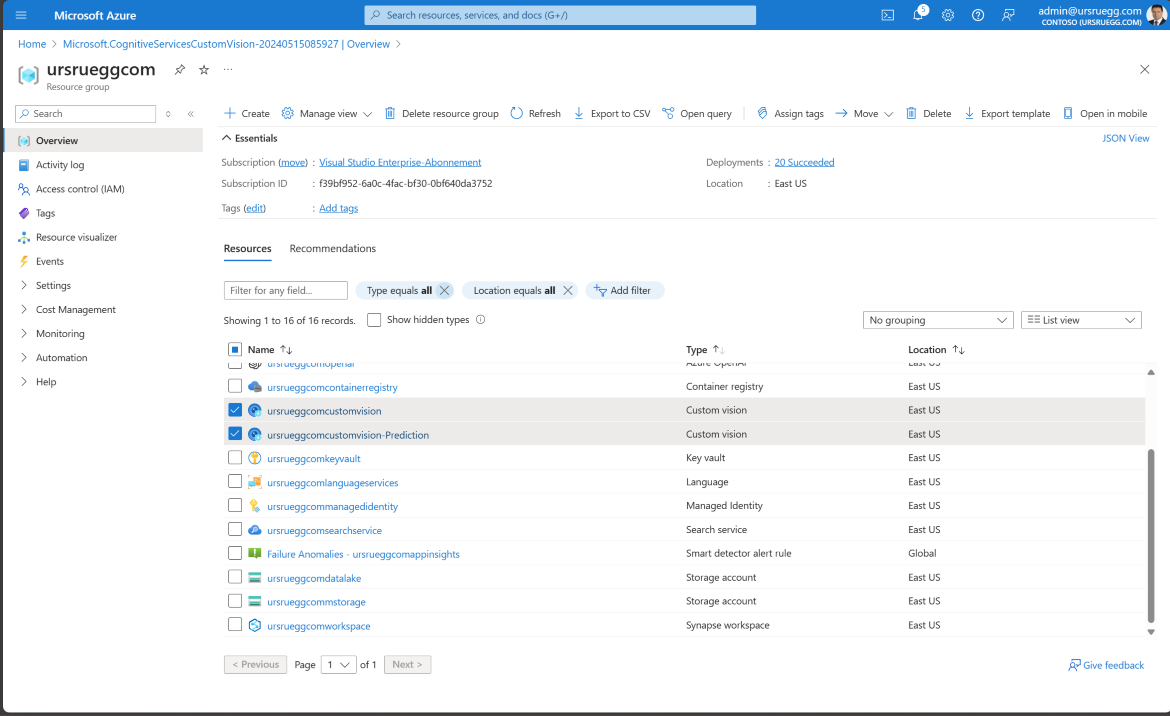 Microsoft Azure
Search resources, services, and docs (G+/)
5
admin@ursruegg.com
CONTOSO (URSRUEGG.COM)
Home > Microsoft.CognitiveServicesCustomVision-20240515085927 | Overview >
ursrueggcom
Resource group
Search
Overview
Activity log
Access control (IAM)
Tags
Resource visualizer
Events
Settings
Cost Management
Monitoring
Automation
Help
Create Manage view Delete resource group Refresh Export to CSV Open query Assign tags Move Delete Export template Open in mobile
Essentials JSON View
Subscription (move) : Visual Studio Enterprise-Abonnement Deployments : 20 Succeeded
Subscription ID : f39bf952-6a0c-4fac-bf30-0bf640da3752 Location : East US
Tags (edit) : Add tags
Resources Recommendations
Filter for any field... Type equals all Location equals all Add filter
Showing 1 to 16 of 16 records. Show hidden types No grouping List view
Name Type Location
ursrueggcomopenai Azure OpenAI East US
ursrueggcomcontainerregistry Container registry East US
ursrueggcomcustomvision Custom vision East US
ursrueggcomcustomvision-Prediction Custom vision East US
ursrueggcomkeyvault Key vault East US
ursrueggcomlanguageservices Language East US
ursrueggcommanagedidentity Managed Identity East US
ursrueggcomsearchservice Search service East US
Failure Anomalies - ursrueggcomappinsights Smart detector alert rule Global
ursrueggcomdatalake Storage account East US
ursrueggcommstorage Storage account East US
ursrueggcomworkspace Synapse workspace East US
< Previous Page 1 of 1 Next > Give feedback